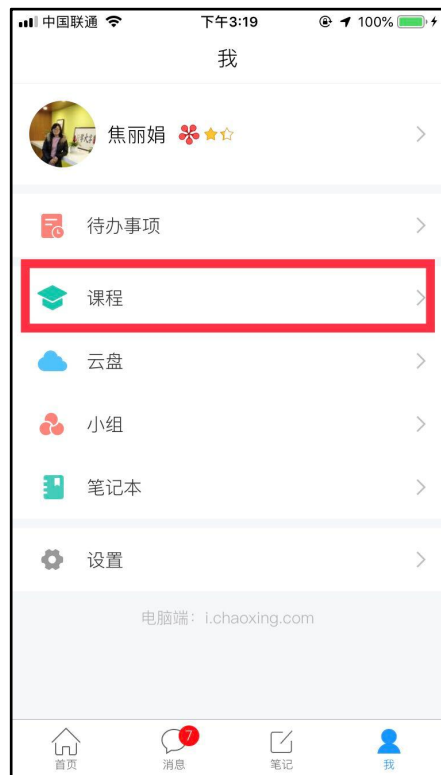 中国联通 下午3:19 100%
我
焦丽娟
待办事项
课程
云盘
小组
笔记本
设置
电脑端：i.chaoxing.com
7
首页 消息 笔记 我